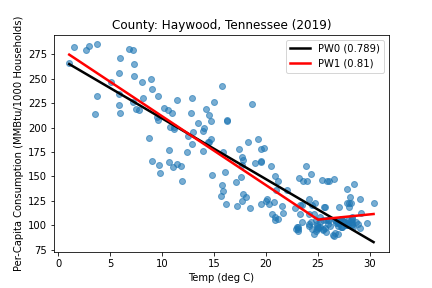 County: Haywood, Tennessee (2019)
Per-Capita Consumption (MMBtu/1000 Households)
275
250
225
200
175
150
125
100
75
PW0 (0.789)
PW1 (0.81)
0 5 10 15 20 25 30
Temp (deg C)